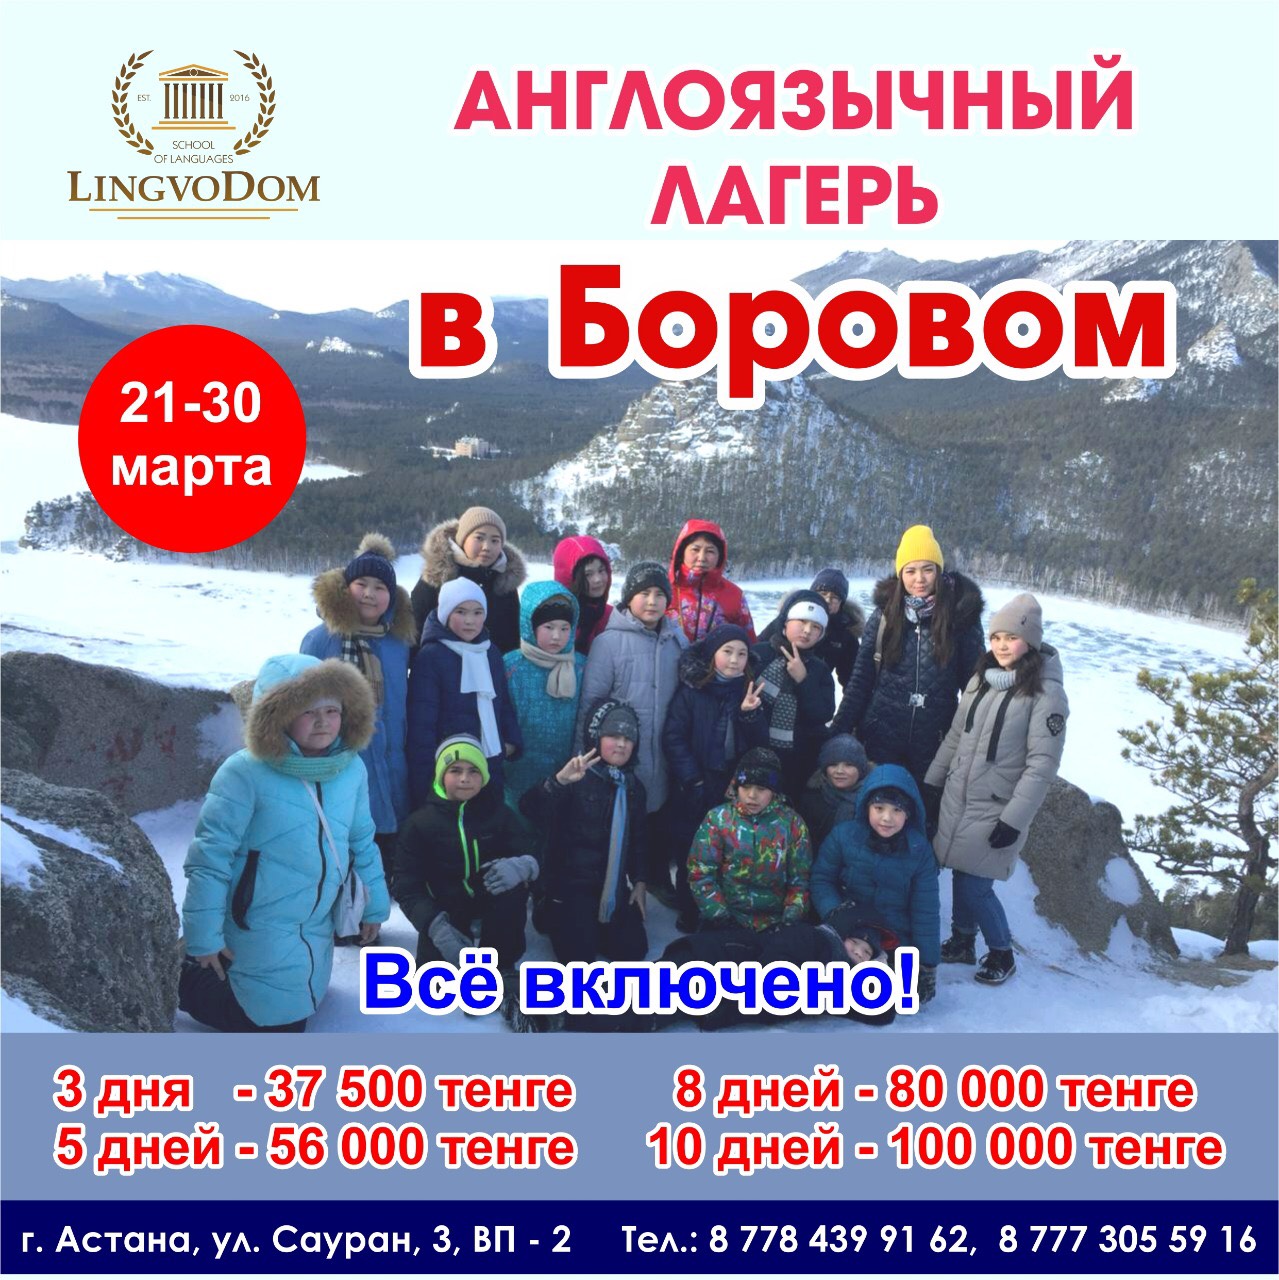 EST. 2016
SCHOOL
OF LANGUAGES
LINGVODOM
АНГЛОЯЗЫЧНЫЙ
ЛАГЕРЬ
в Боровом
21-30
марта
Всё включено!
3 дня - 37 500 тенге
5 дней - 56 000 тенге
8 дней - 80 000 тенге
10 дней - 100 000 тенге
г. Астана, ул. Сауран, 3, ВП - 2 Тел.: 8 778 439 91 62, 8 777 305 59 16